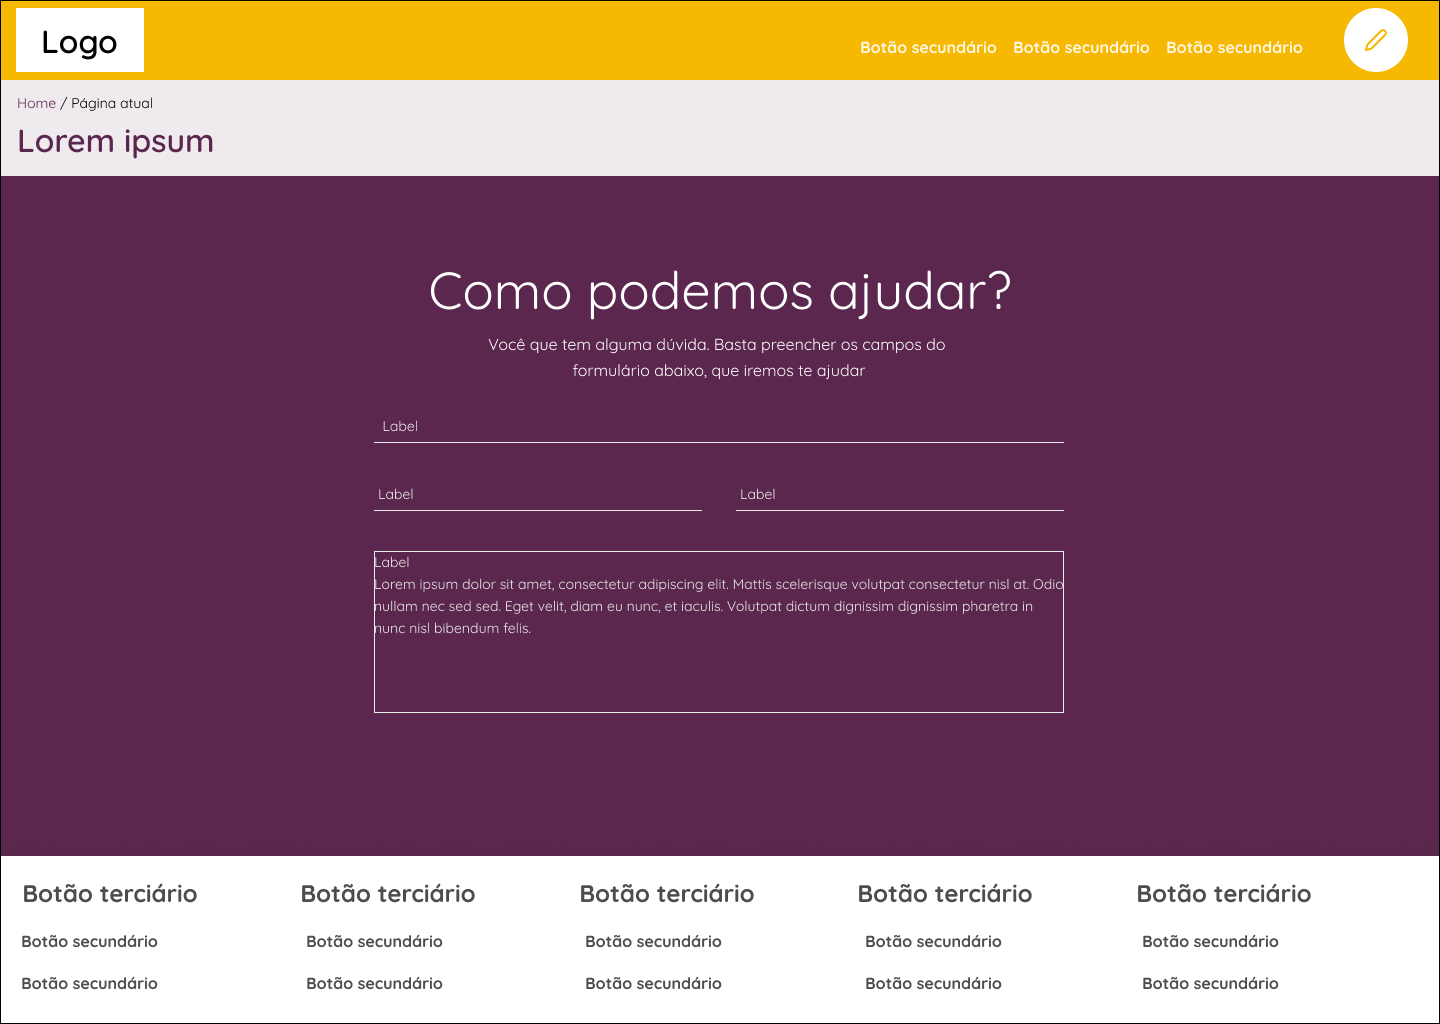 Logo
Botão secundário Botão secundário Botão secundário
Home / Página atual
Lorem ipsum
Como podemos ajudar?
Você que tem alguma dúvida. Basta preencher os campos do
formulário abaixo, que iremos te ajudar
Label
Label Label
Label
Lorem ipsum dolor sit amet, consectetur adipiscing elit. Mattis scelerisque volutpat consectetur nisl at. Odio
nullam nec sed sed. Eget velit, diam eu nunc, et iaculis. Volutpat dictum dignissim dignissim pharetra in
nunc nisl bibendum felis.
Botão terciário Botão terciário Botão terciário Botão terciário Botão terciário
Botão secundário Botão secundário Botão secundário Botão secundário Botão secundário
Botão secundário Botão secundário Botão secundário Botão secundário Botão secundário